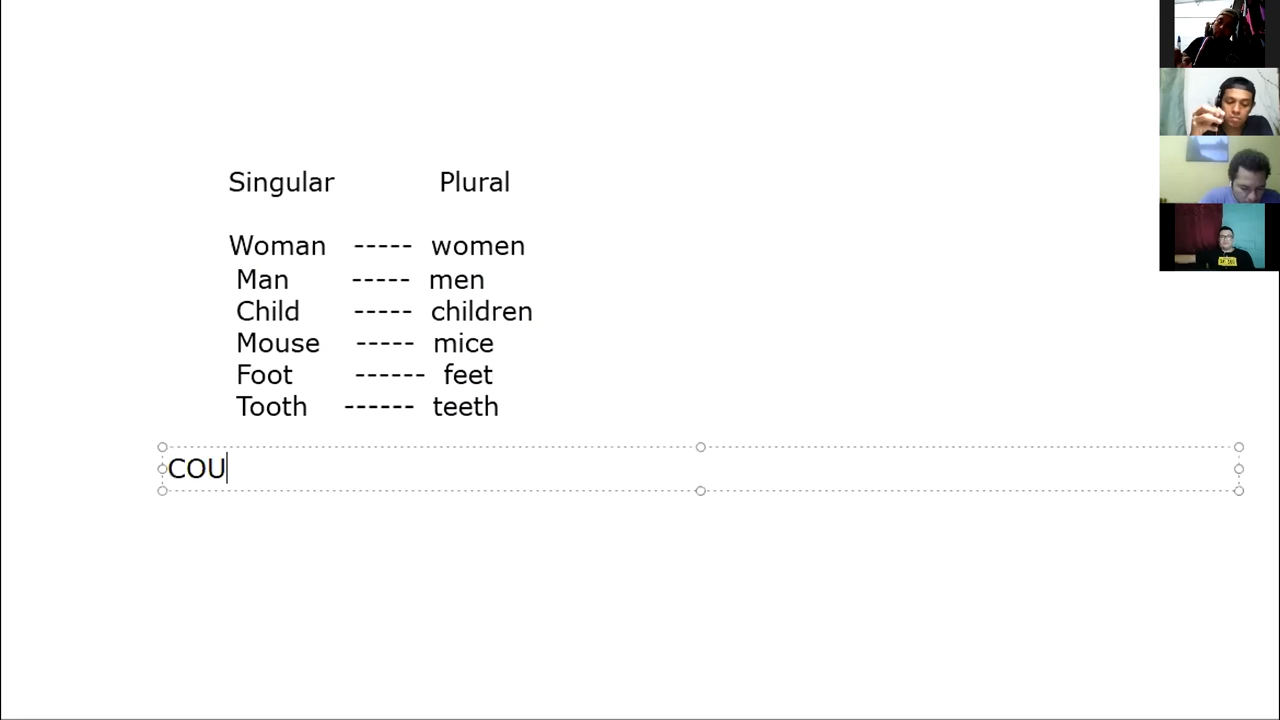 Singular Plural
Woman ----- women
Man ----- men
Child ----- children
Mouse ----- mice
Foot ------ feet
Tooth ------ teeth
COU